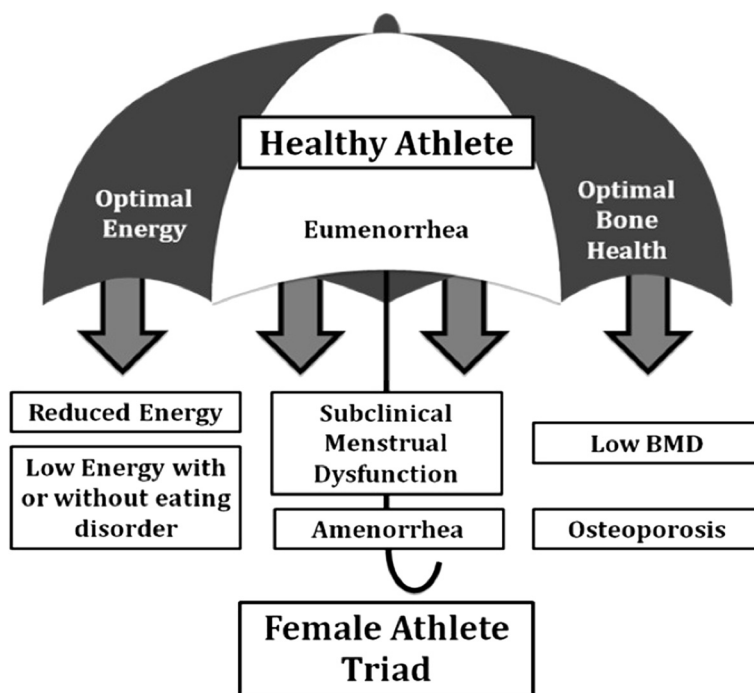 Healthy Athlete
Optimal
Energy
Eumenorrhea
Optimal
Bone
Health
Reduced Energy
Low Energy with
or without eating
disorder
Subclinical
Menstrual
Dysfunction
Amenorrhea
Low BMD
Osteoporosis
Female Athlete
Triad